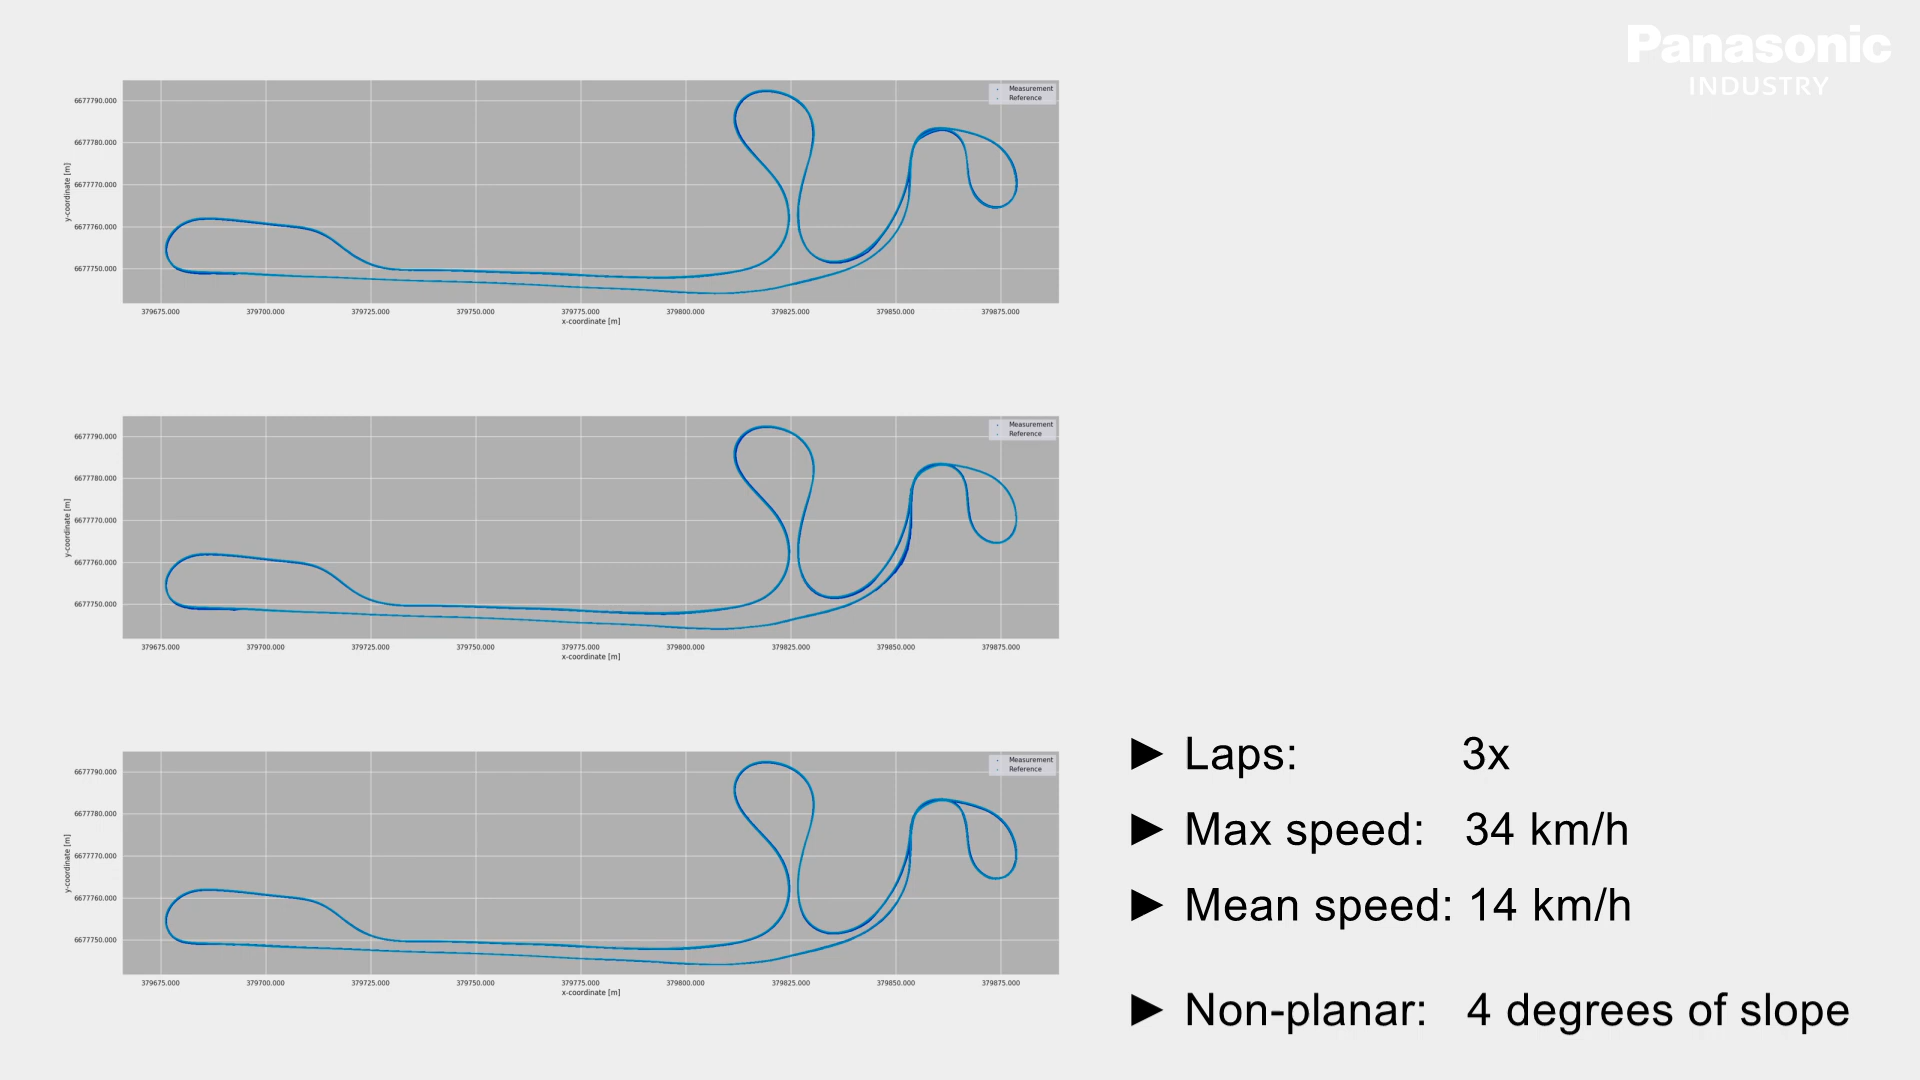 Panasonic
INDUSTRY
Measurement
Reference
6677790.000
6677780.000
6677770.000
6677760.000
6677750.000
y-coordinate [m]
379675.000 379700.000 379725.000 379750.000 379775.000 379800.000 379825.000 379850.000 379875.000
x-coordinate [m]
Measurement
Reference
6677790.000
6677780.000
6677770.000
6677760.000
6677750.000
y-coordinate [m]
379675.000 379700.000 379725.000 379750.000 379775.000 379800.000 379825.000 379850.000 379875.000
x-coordinate [m]
Measurement
Reference
6677790.000
6677780.000
6677770.000
6677760.000
6677750.000
y-coordinate [m]
379675.000 379700.000 379725.000 379750.000 379775.000 379800.000 379825.000 379850.000 379875.000
x-coordinate [m]
► Laps: 3x
► Max speed: 34 km/h
► Mean speed: 14 km/h
► Non-planar: 4 degrees of slope